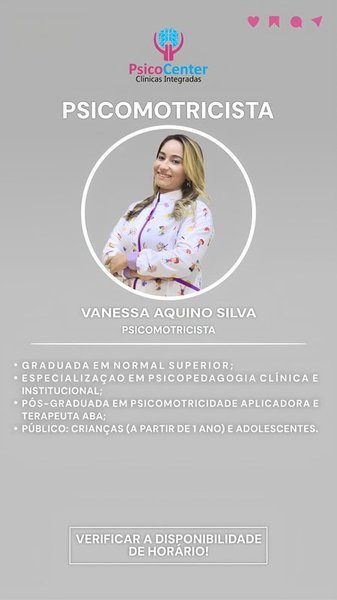 PsicoCenter
Clínicas Integradas
PSICOMOTRICISTA
VANESSA AQUINO SILVA
PSICOMOTRICISTA
• GRADUADA EM NORMAL SUPERIOR;
• ESPECIALIZAÇAO EM PSICOPEDAGOGIA CLÍNICA E
INSTITUCIONAL;
• PÓS-GRADUADA EM PSICOMOTRICIDADE APLICADORA E
TERAPEUTA ABA;
• PÚBLICO: CRIANÇAS (A PARTIR DE 1 ANO) E ADOLESCENTES.
VERIFICAR A DISPONIBILIDADE
DE HORÁRIO!